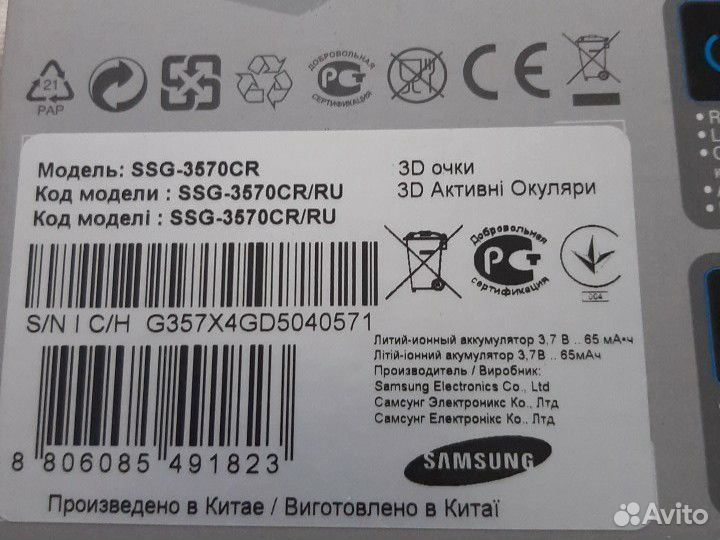 21
PAP
ДОБРОВОЛЬНАЯ
СЕРТИФИКАЦИЯ
CE
Модель: SSG-3570CR
3D очки
Код модели : SSG-3570CR/RU
3D Активні Окуляри
Код моделі : SSG-3570CR/RU
Добровольная
сертификация
004
S/N I C/H G357X4GD5040571
Литий-ионный аккумулятор 3,7 В .. 65 мА•ч
Літій-іонний акумулятор 3,7В .. 65мАч
Производитель / Виробник:
Samsung Electronics Co., Ltd
Самсунг Электроникс Ко., Лтд
Самсунг Електронікс Ко., Лтд
8 806085 491823
SAMSUNG
Произведено в Китае / Виготовлено в Китаї
Avito